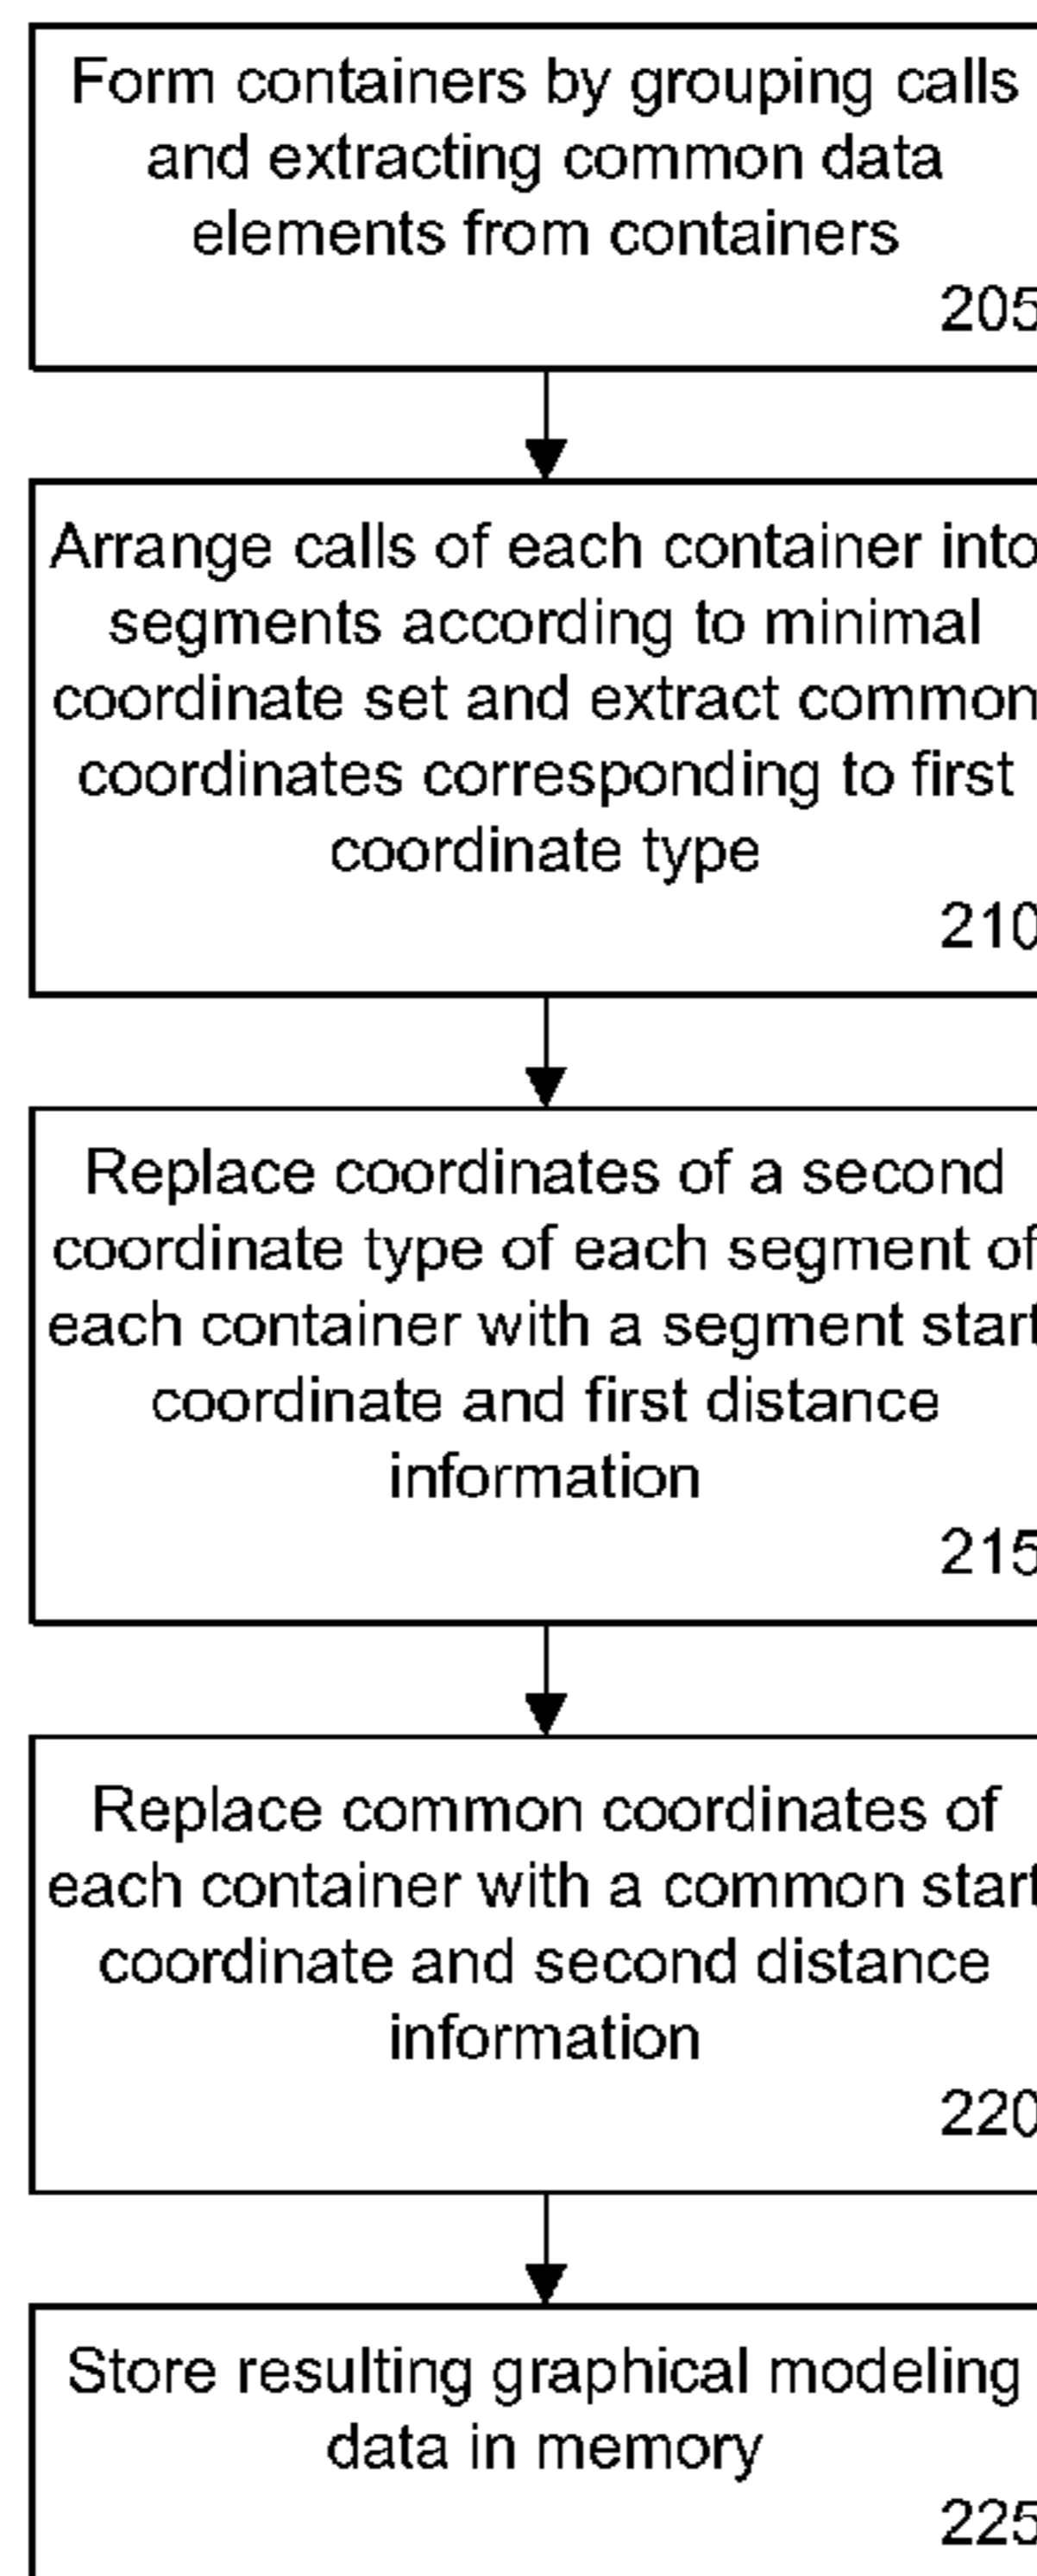 Form containers by grouping calls
and extracting common data
elements from containers
205
Arrange calls of each container into
segments according to minimal
coordinate set and extract common
coordinates corresponding to first
coordinate type
210
Replace coordinates of a second
coordinate type of each segment of
each container with a segment start
coordinate and first distance
information
215
Replace common coordinates of
each container with a common start
coordinate and second distance
information
220
Store resulting graphical modeling
data in memory
225